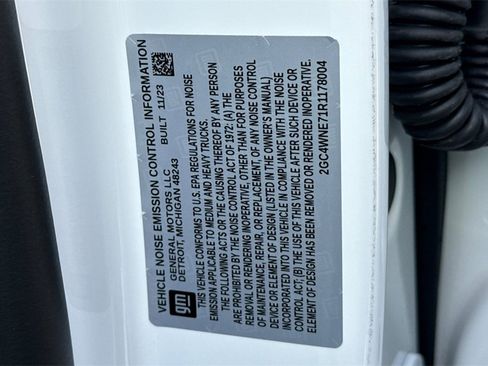 VEHICLE NOISE EMISSION CONTROL INFORMATION
GENERAL MOTORS LLC
DETROIT, MICHIGAN 48243
11/23
gm
THIS VEHICLE CONFORMS TO U.S. EPA REGULATIONS FOR NOISE
EMISSION APPLICABLE TO MEDIUM AND HEAVY TRUCKS.
THE FOLLOWING ACTS OR THE CAUSING THEREOF BY ANY PERSON
ARE PROHIBITED BY THE NOISE CONTROL ACT OF 1972: (A) THE
REMOVAL OR RENDERING INOPERATIVE, OTHER THAN FOR PURPOSES
OF MAINTENANCE, REPAIR, OR REPLACEMENT, OF ANY NOISE CONTROL
DEVICE OR ELEMENT OF DESIGN (LISTED IN THE OWNER'S MANUAL)
INCORPORATED INTO THIS VEHICLE IN COMPLIANCE WITH THE NOISE
CONTROL ACT, (B) THE USE OF THIS VEHICLE AFTER SUCH DEVICE OR
ELEMENT OF DESIGN HAS BEEN REMOVED OR RENDERED INOPERATIVE.
2GC4WNE71R1178004